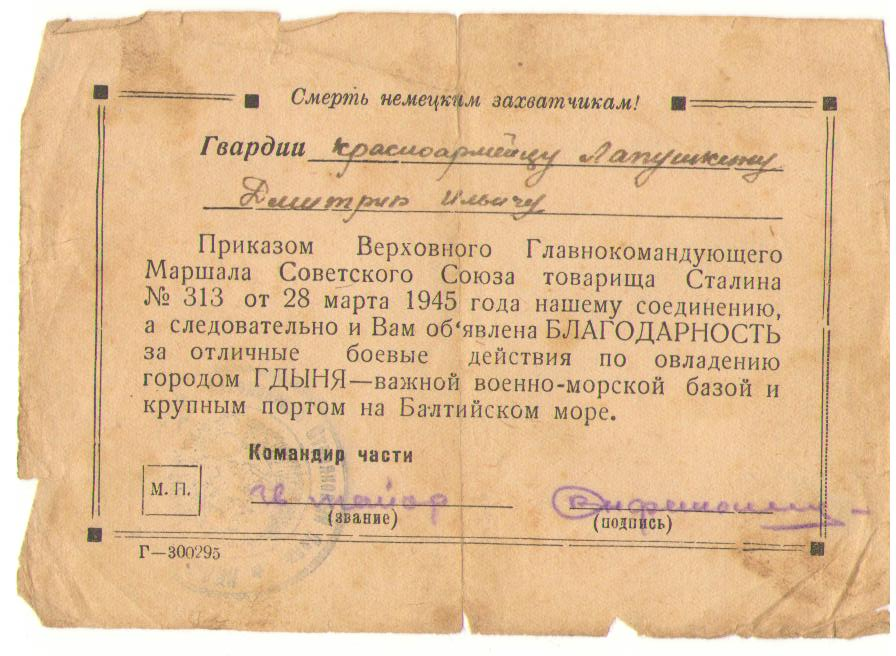 Смерть немецким захватчикам!
Гвардии красноармейцу Лапушкину
Дмитрию Ильичу
Приказом Верховного Главнокомандующего
Маршала Советского Союза товарища Сталина
№ 313 от 28 марта 1945 года нашему соединению,
а следовательно и Вам об‘явлена БЛАГОДАРНОСТЬ
за отличные боевые действия по овладению
городом ГДЫНЯ—важной военно-морской базой и
крупным портом на Балтийском море.
Командир части
М. П.
гв майор
(звание) (подпись)
Г—300295